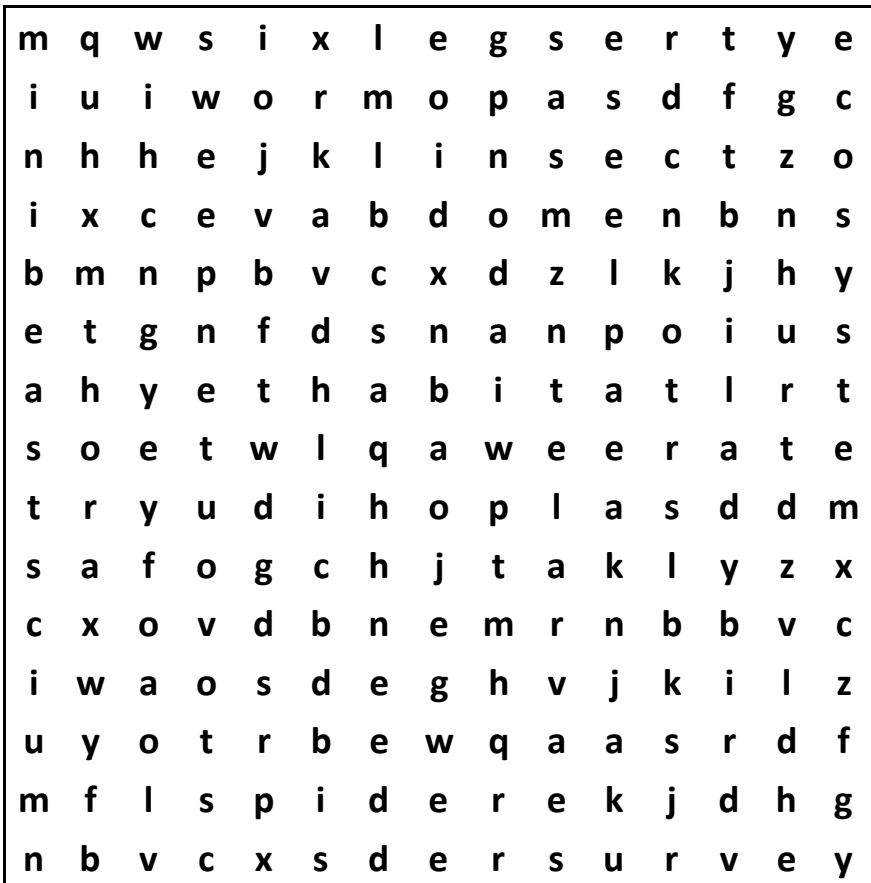 m q w s i x l e g s e r t y e
i u i w o r m o p a s d f g c
n h h e j k l i n s e c t z o
i x c e v a b d o m e n b n s
b m n p b v c x d z l k j h y
e t g n f d s n a n p o i u s
a h y e t h a b i t a t l r t
s o e t w l q a w e e r a t e
t r y u d i h o p l a s d d m
s a f o g c h j t a k l y z x
c x o v d b n e m r n b b v c
i w a o s d e g h v j k i l z
u y o t r b e w q a a s r d f
m f l s p i d e r e k j d h g
n b v c x s d e r s u r v e y